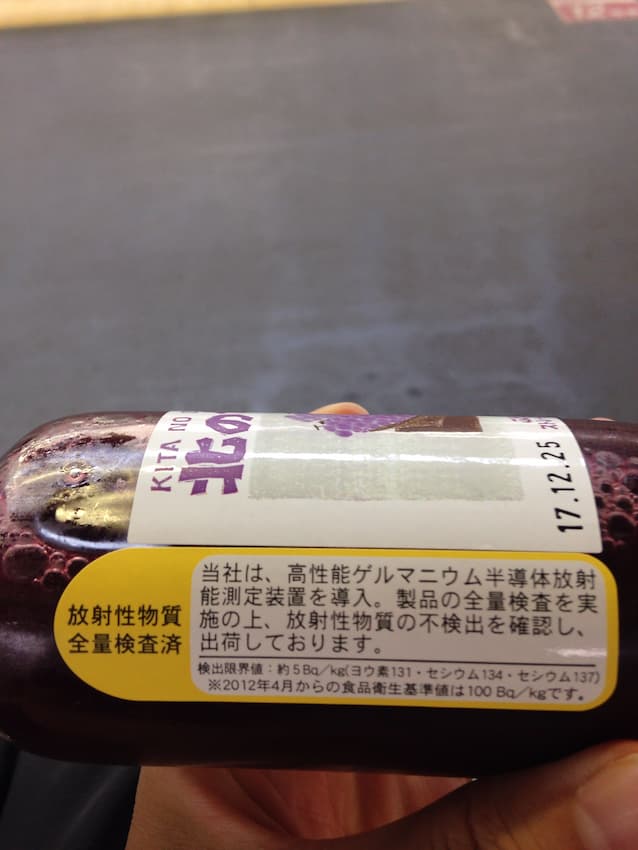 KITA NO
北の
17.12.25
放射性物質
全量検査済
当社は、高性能ゲルマニウム半導体放射
能測定装置を導入。製品の全量検査を実
施の上、放射性物質の不検出を確認し、
出荷しております。
検出限界値：約5Bq/kg(ヨウ素131・セシウム134・セシウム137)
※2012年4月からの食品衛生基準値は100 Bq/kgです。